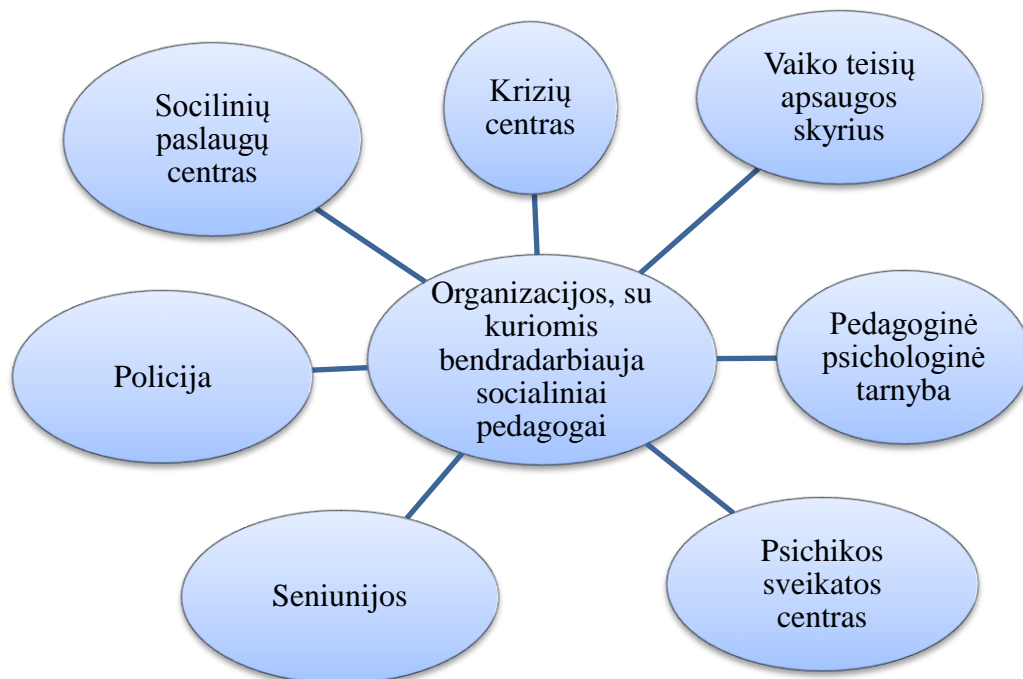 Socilinių
paslaugų
centras
Krizių
centras
Vaiko teisių
apsaugos
skyrius
Organizacijos, su
kuriomis
bendradarbiauja
socialiniai
pedagogai
Policija
Pedagoginė
psichologinė
tarnyba
Seniunijos
Psichikos
sveikatos
centras